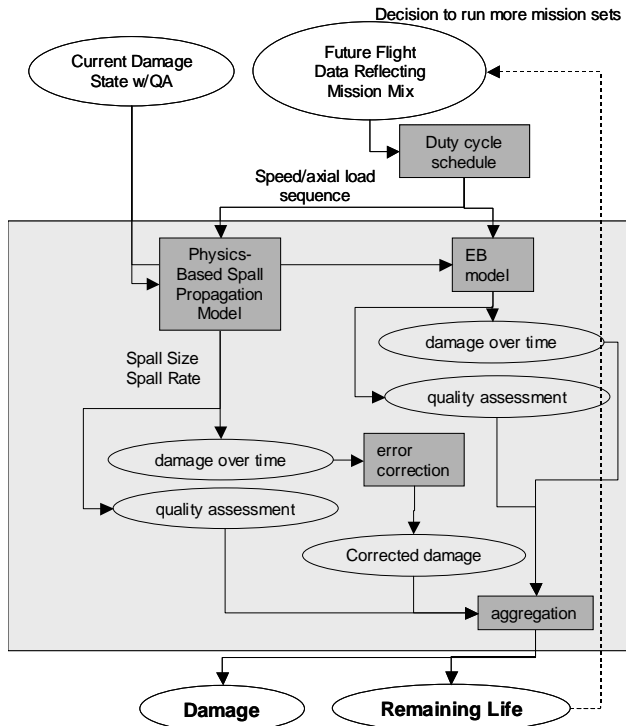 Decision to run more mission sets
Current Damage
State w/QA
Future Flight
Data Reflecting
Mission Mix
Duty cycle
schedule
Speed/axial load
sequence
Physics-
Based Spall
Propagation
Model
EB
model
damage over time
Spall Size
Spall Rate
quality assessment
damage over time
error
correction
quality assessment
Corrected damage
aggregation
Damage
Remaining Life